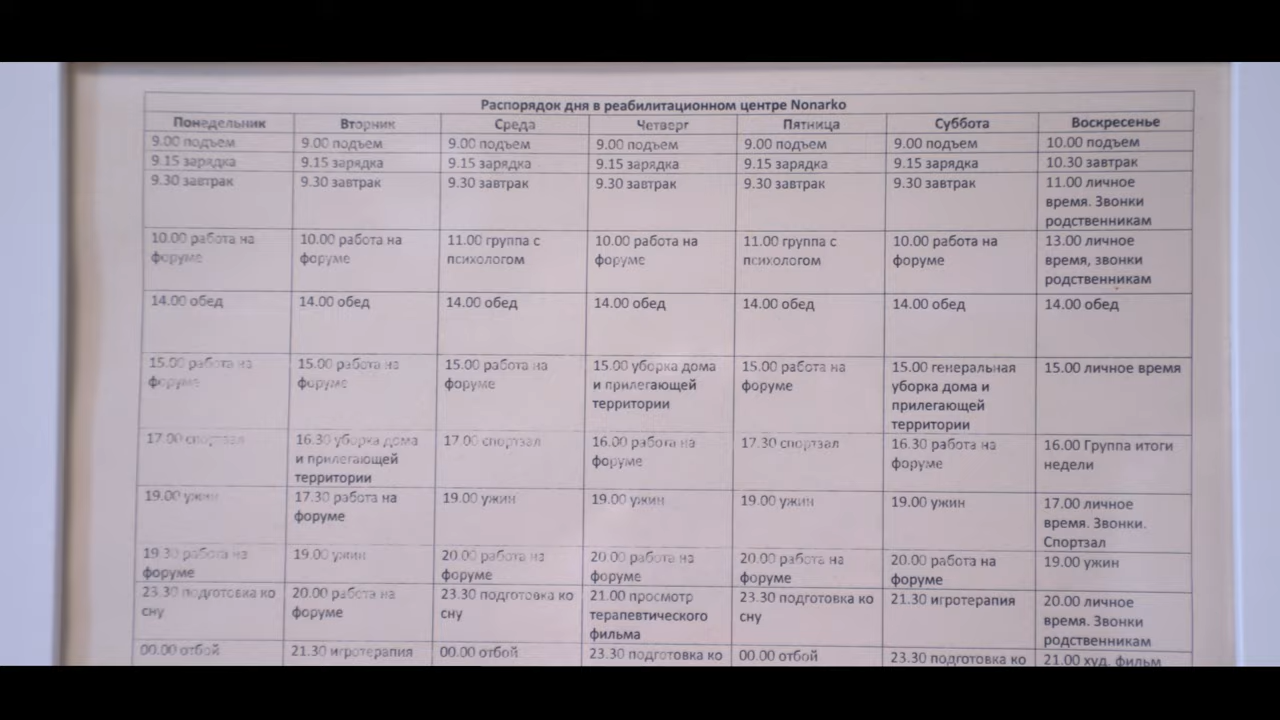 Распорядок дня в реабилитационном центре Nonarko
Понедельник Вторник Среда Четверг Пятница Суббота Воскресенье
9.00 подъем 9.00 подъем 9.00 подъем 9.00 подъем 9.00 подъем 9.00 подъем 10.00 подъем
9.15 зарядка 9.15 зарядка 9.15 зарядка 9.15 зарядка 9.15 зарядка 9.15 зарядка 10.30 завтрак
9.30 завтрак 9.30 завтрак 9.30 завтрак 9.30 завтрак 9.30 завтрак 9.30 завтрак 11.00 личное
время. Звонки
родственникам
10.00 работа на 10.00 работа на 11.00 группа с 10.00 работа на 11.00 группа с 10.00 работа на 13.00 личное
форуме форуме психологом форуме психологом форуме время, звонки
родственникам
14.00 обед 14.00 обед 14.00 обед 14.00 обед 14.00 обед 14.00 обед 14.00 обед
15.00 работа на 15.00 работа на 15.00 работа на 15.00 уборка дома 15.00 работа на 15.00 генеральная 15.00 личное время
форуме форуме форуме и прилегающей форуме уборка дома и
территории прилегающей
территории
17.00 спортзал 16.30 уборка дома 17.00 спортзал 16.00 работа на 17.30 спортзал 16.30 работа на 16.00 Группа итоги
и прилегающей форуме форуме недели
территории
19.00 ужин 17.30 работа на 19.00 ужин 19.00 ужин 19.00 ужин 19.00 ужин 17.00 личное
форуме время. Звонки.
Спортзал
19.30 работа на 19.00 ужин 20.00 работа на 20.00 работа на 20.00 работа на 20.00 работа на 19.00 ужин
форуме форуме форуме форуме форуме
23.30 подготовка ко 20.00 работа на 23.30 подготовка ко 21.00 просмотр 23.30 подготовка ко 21.30 игротерапия 20.00 личное
сну форуме сну терапевтического сну время. Звонки
фильма родственникам
00.00 отбой 21.30 игротерапия 00.00 отбой 23.30 подготовка ко 00.00 отбой 23.30 подготовка ко 21.00 худ. фильм